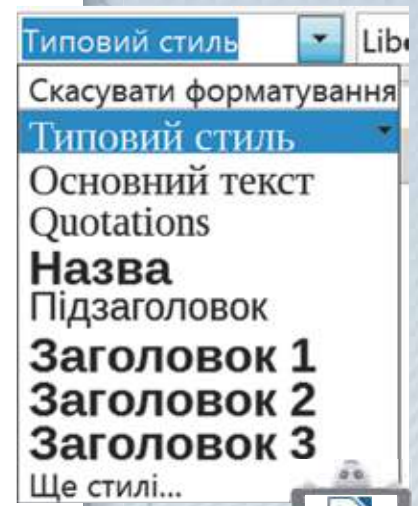 Типовий стиль
Скасувати форматування
Типовий стиль
Основний текст
Quotations
Назва
Підзаголовок
Заголовок 1
Заголовок 2
Заголовок 3
Ще стилі...